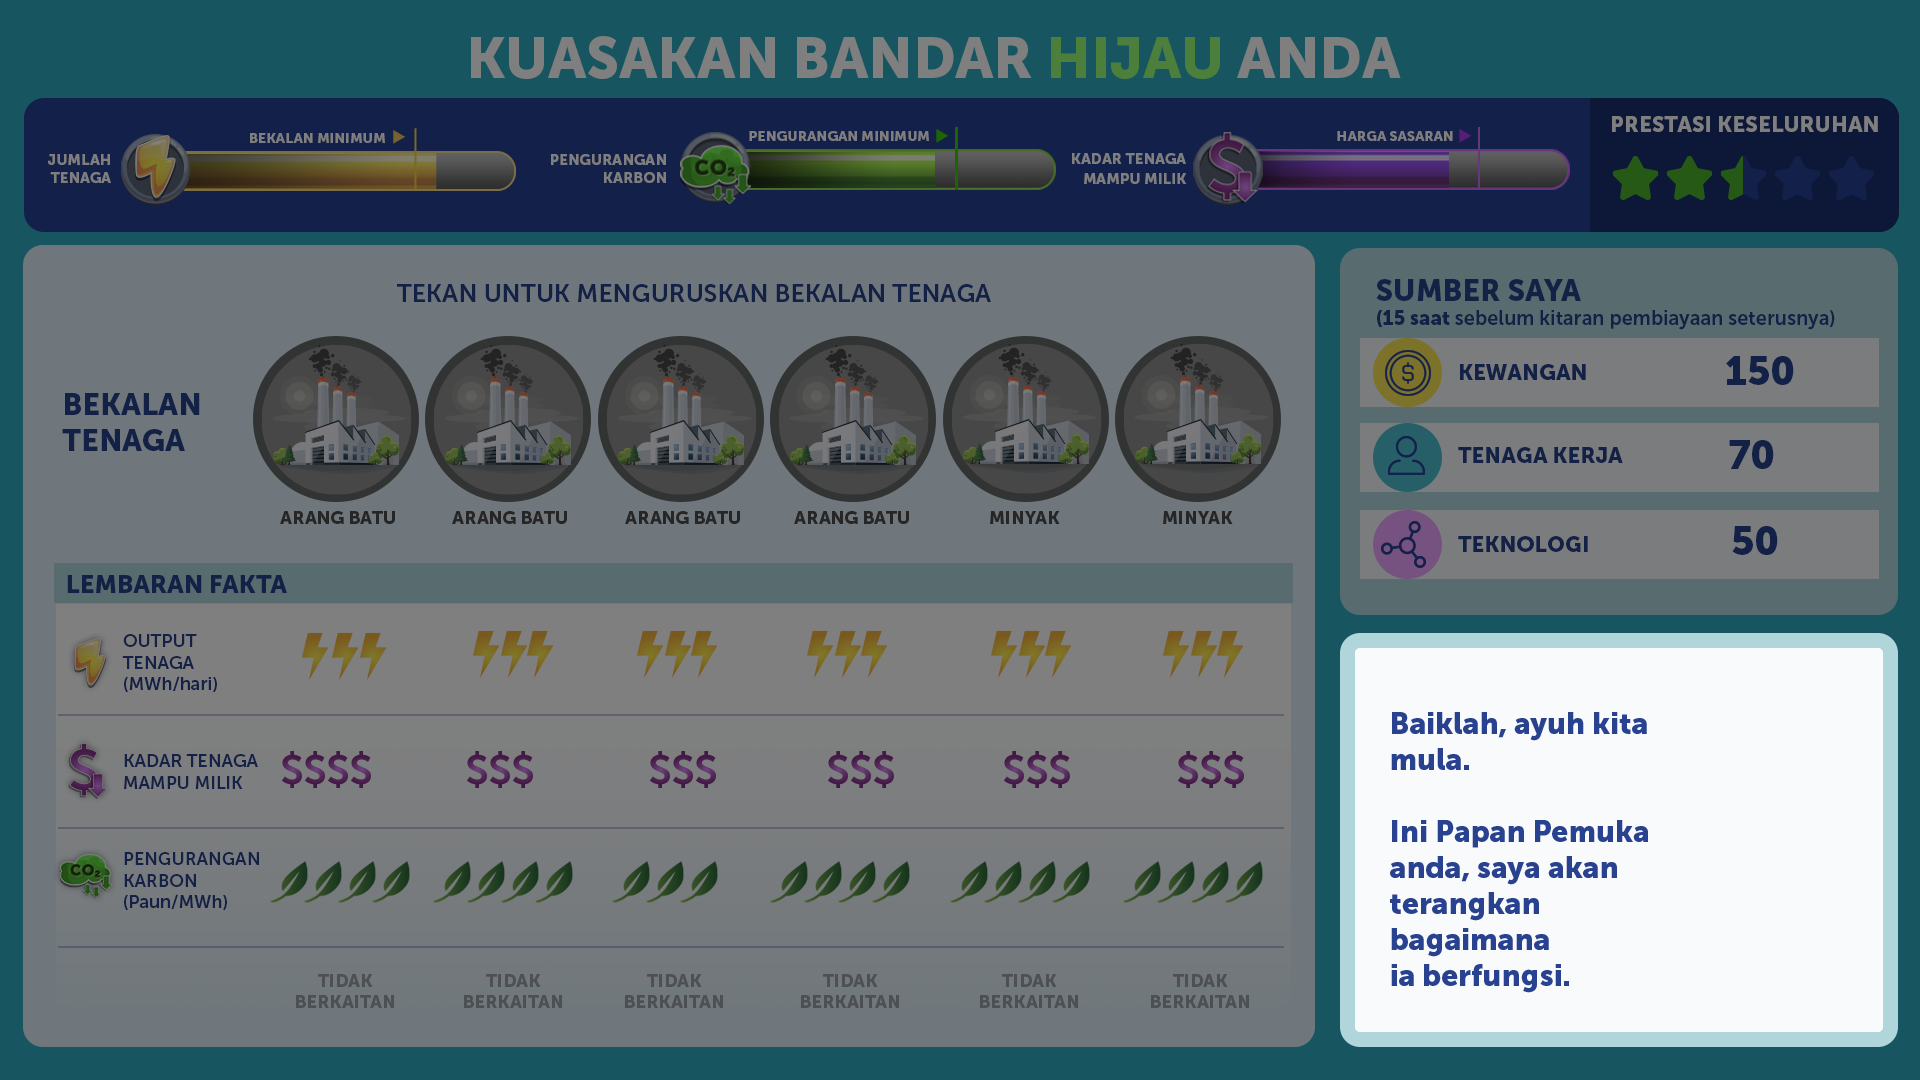 KUASAKAN BANDAR HIJAU ANDA
JUMLAH
TENAGA
BEKALAN MINIMUM
PENGURANGAN
KARBON
CO₂
PENGURANGAN MINIMUM
KADAR TENAGA
MAMPU MILIK
$
HARGA SASARAN
PRESTASI KESELURUHAN
TEKAN UNTUK MENGURUSKAN BEKALAN TENAGA
BEKALAN
TENAGA
ARANG BATU
ARANG BATU
ARANG BATU
ARANG BATU
MINYAK
MINYAK
LEMBARAN FAKTA
OUTPUT
TENAGA
(MWh/hari)
$
KADAR TENAGA
MAMPU MILIK
$$$$ $$$ $$$ $$$ $$$ $$$
CO₂
PENGURANGAN
KARBON
(Paun/MWh)
TIDAK
BERKAITAN
TIDAK
BERKAITAN
TIDAK
BERKAITAN
TIDAK
BERKAITAN
TIDAK
BERKAITAN
TIDAK
BERKAITAN
SUMBER SAYA
(15 saat sebelum kitaran pembiayaan seterusnya)
$
KEWANGAN 150
TENAGA KERJA 70
TEKNOLOGI 50
Baiklah, ayuh kita
mula.
Ini Papan Pemuka
anda, saya akan
terangkan
bagaimana
ia berfungsi.